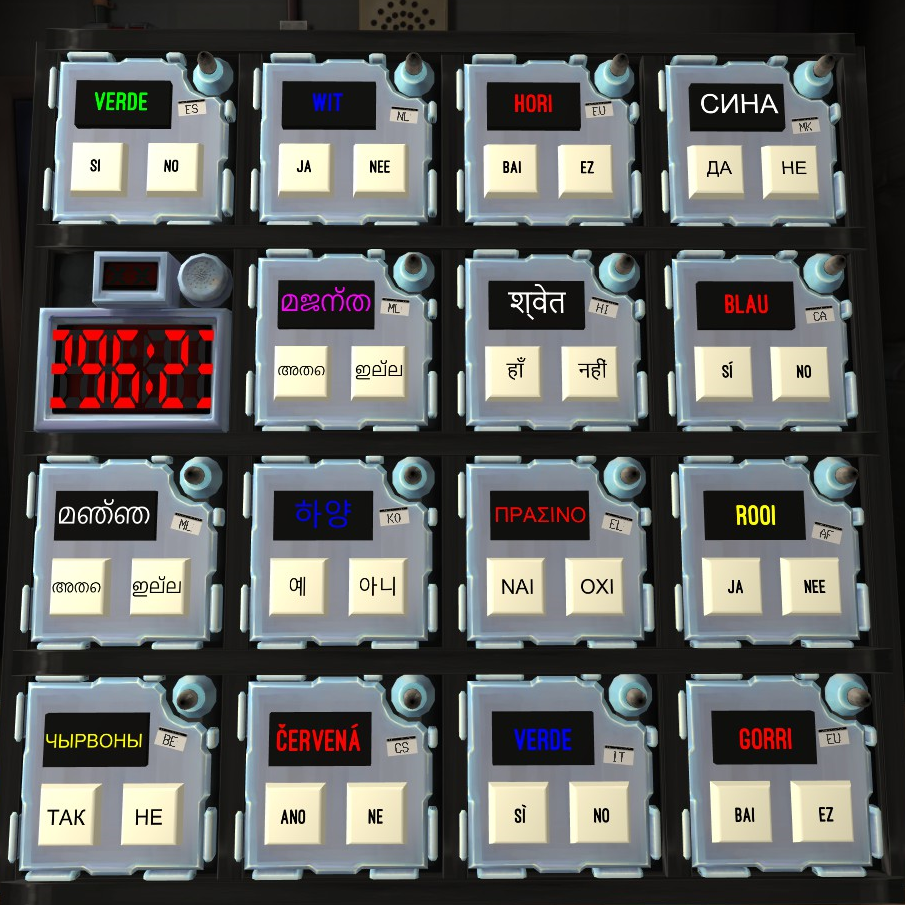 VERDE
ES
SI
NO
WIT
NL
JA
NEE
HORI
EU
BAI
EZ
СИНА
MK
ДА
НЕ
മജന്ത
ML
അതെ
ഇല്ല
श्वेत
HI
हाँ
नहीं
BLAU
CA
SÍ
NO
മഞ്ഞ
ML
അതെ
ഇല്ല
하양
KO
예
아니
ΠΡΑΣΙΝΟ
EL
ΝΑΙ
ΟΧΙ
ROOI
AF
JA
NEE
ЧЫРВОНЫ
BE
ТАК
НЕ
ČERVENÁ
CS
ANO
NE
VERDE
IT
SÌ
NO
GORRI
EU
BAI
EZ